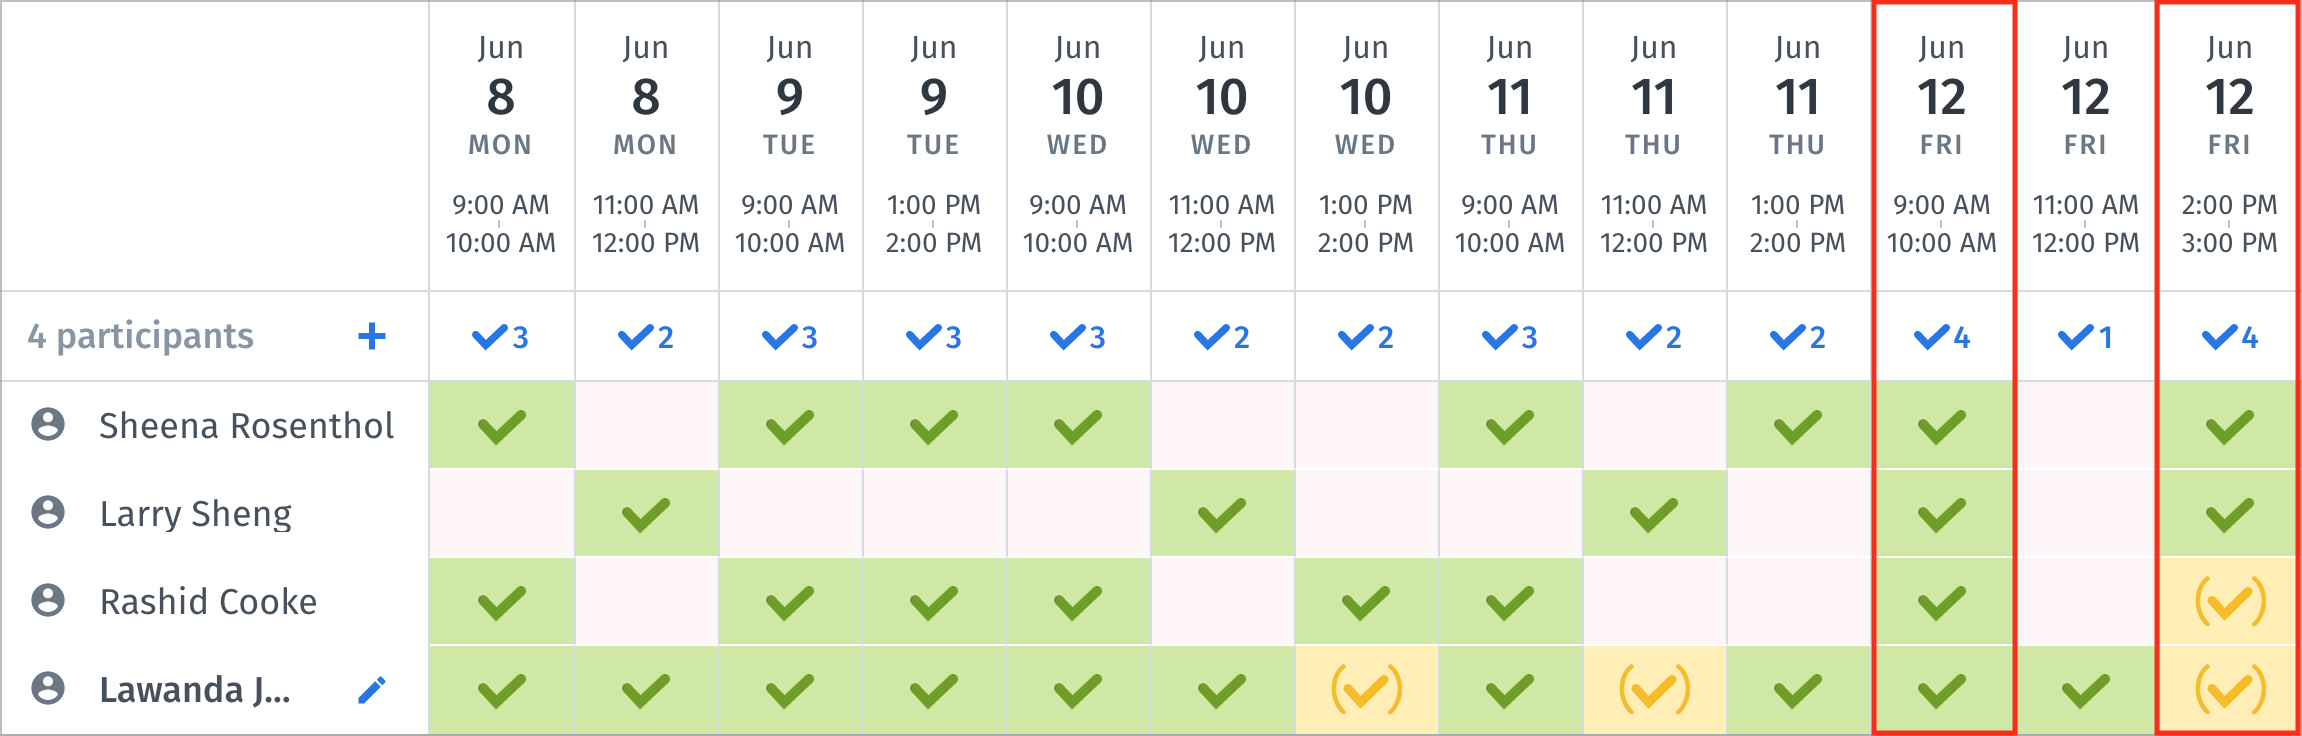 Jun Jun Jun Jun Jun Jun Jun Jun Jun Jun Jun Jun Jun
8 8 9 9 10 10 10 11 11 11 12 12 12
MON MON TUE TUE WED WED WED THU THU THU FRI FRI FRI
9:00 AM 11:00 AM 9:00 AM 1:00 PM 9:00 AM 11:00 AM 1:00 PM 9:00 AM 11:00 AM 1:00 PM 9:00 AM 11:00 AM 2:00 PM
10:00 AM 12:00 PM 10:00 AM 2:00 PM 10:00 AM 12:00 PM 2:00 PM 10:00 AM 12:00 PM 2:00 PM 10:00 AM 12:00 PM 3:00 PM
4 participants + ✓3 ✓2 ✓3 ✓3 ✓3 ✓2 ✓2 ✓3 ✓2 ✓2 ✓4 ✓1 ✓4
Sheena Rosenthol ✓ ✓ ✓ ✓ ✓ ✓ ✓ ✓
Larry Sheng ✓ ✓ ✓ ✓ ✓
Rashid Cooke ✓ ✓ ✓ ✓ ✓ ✓ ✓ (✓)
Lawanda J... ✓ ✓ ✓ ✓ ✓ ✓ (✓) ✓ (✓) ✓ ✓ ✓ (✓)